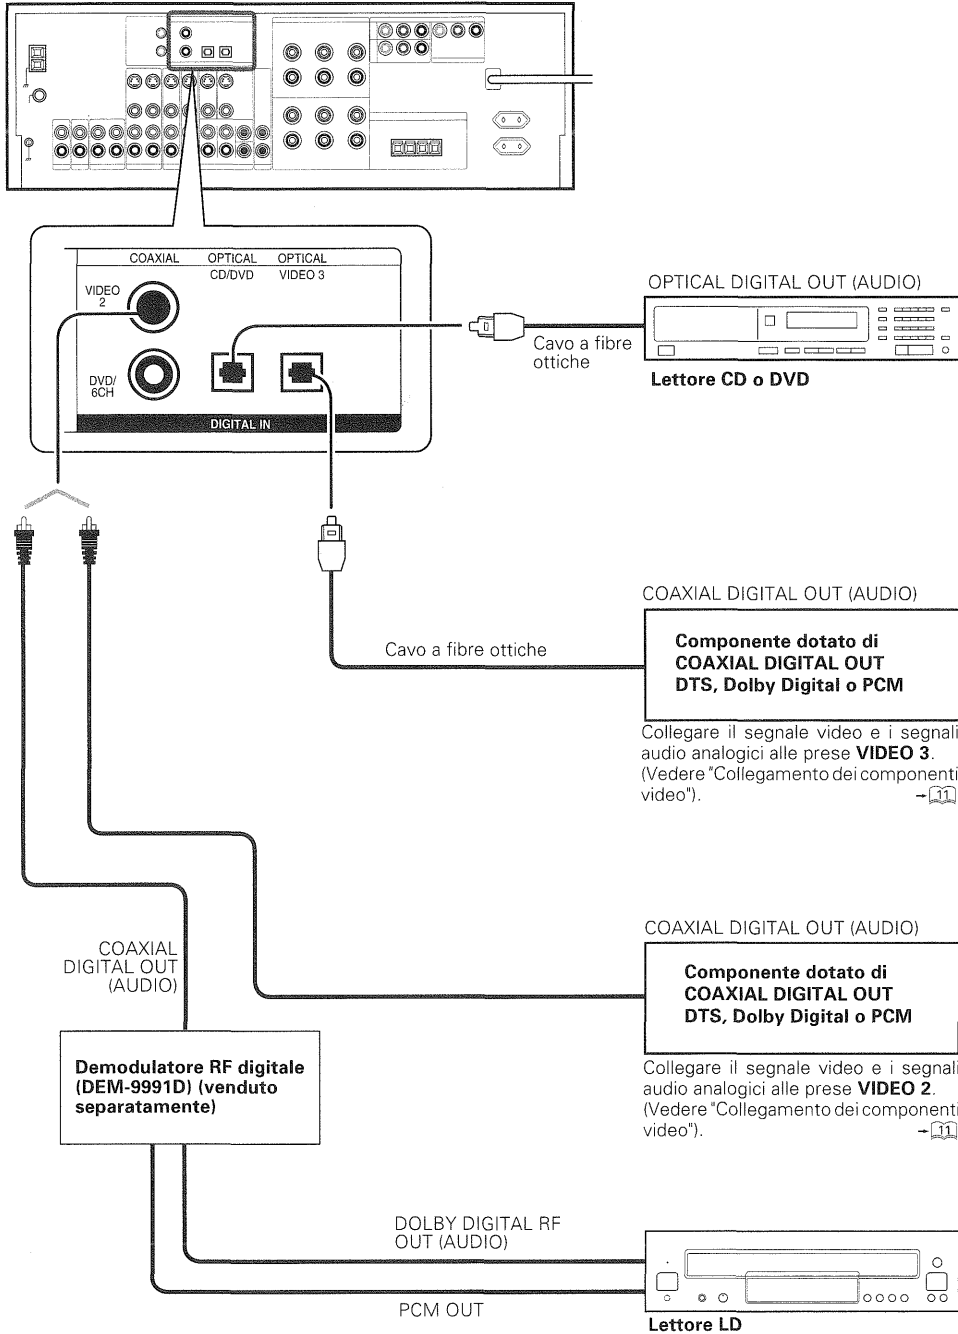 COAXIAL OPTICAL OPTICAL
CD/DVD VIDEO 3
VIDEO
2
DVD/
6CH
DIGITAL IN
OPTICAL DIGITAL OUT (AUDIO)
Cavo a fibre
ottiche
Lettore CD o DVD
COAXIAL DIGITAL OUT (AUDIO)
Componente dotato di
COAXIAL DIGITAL OUT
DTS, Dolby Digital o PCM
Cavo a fibre ottiche
Collegare il segnale video e i segnali
audio analogici alle prese VIDEO 3.
(Vedere "Collegamento dei componenti
video"). → 11
COAXIAL DIGITAL OUT (AUDIO)
Componente dotato di
COAXIAL DIGITAL OUT
DTS, Dolby Digital o PCM
Collegare il segnale video e i segnali
audio analogici alle prese VIDEO 2.
(Vedere "Collegamento dei componenti
video"). → 11
COAXIAL
DIGITAL OUT
(AUDIO)
Demodulatore RF digitale
(DEM-9991D) (venduto
separatamente)
DOLBY DIGITAL RF
OUT (AUDIO)
PCM OUT
Lettore LD